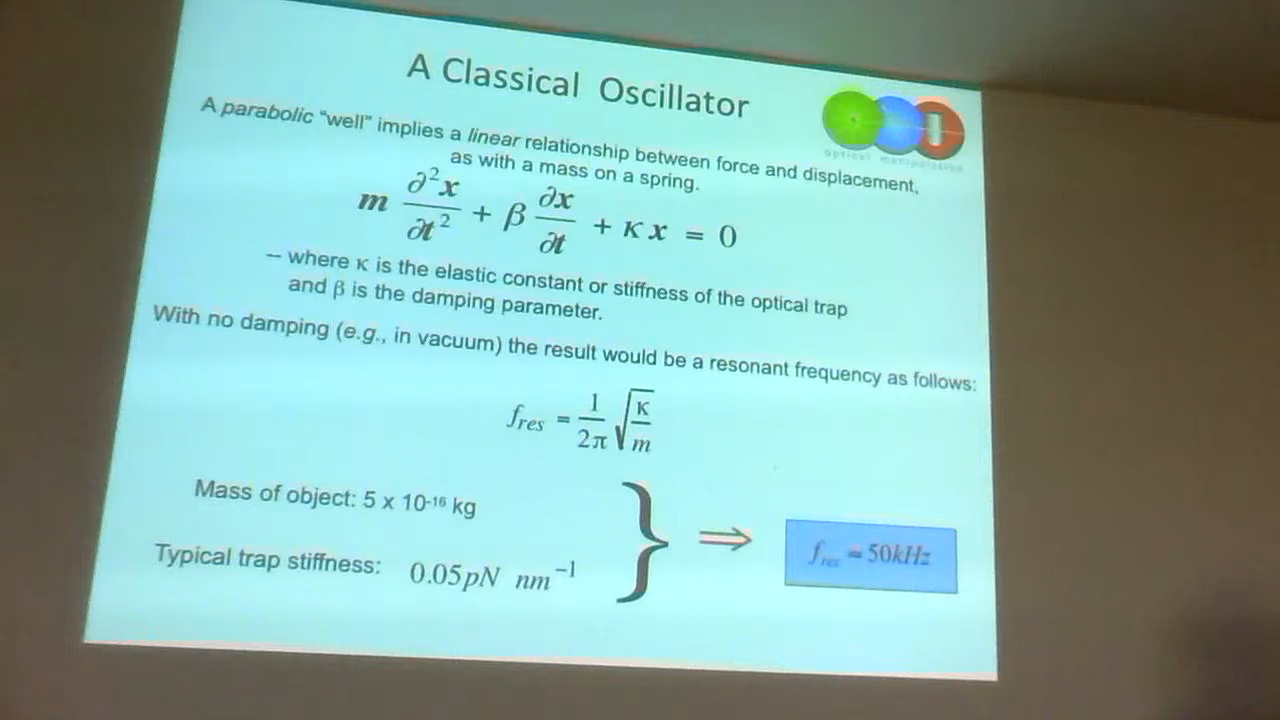 A Classical Oscillator
optical manipulation
A parabolic "well" implies a linear relationship between force and displacement,
as with a mass on a spring.
m ∂²x/∂t² + β ∂x/∂t + κx = 0
– where κ is the elastic constant or stiffness of the optical trap
and β is the damping parameter.
With no damping (e.g., in vacuum) the result would be a resonant frequency as follows:
f_res = 1/2π √(κ/m)
Mass of object: 5 x 10⁻¹⁶ kg
Typical trap stiffness: 0.05pN nm⁻¹
} ⇒ f_res ≈ 50kHz